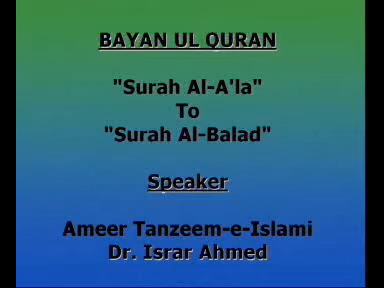 BAYAN UL QURAN
"Surah Al-A'la"
To
"Surah Al-Balad"
Speaker
Ameer Tanzeem-e-Islami
Dr. Israr Ahmed